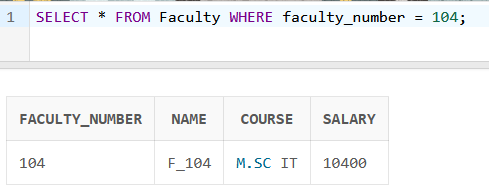 1 SELECT * FROM Faculty WHERE faculty_number = 104;
FACULTY_NUMBER NAME COURSE SALARY
104 F_104 M.SC IT 10400